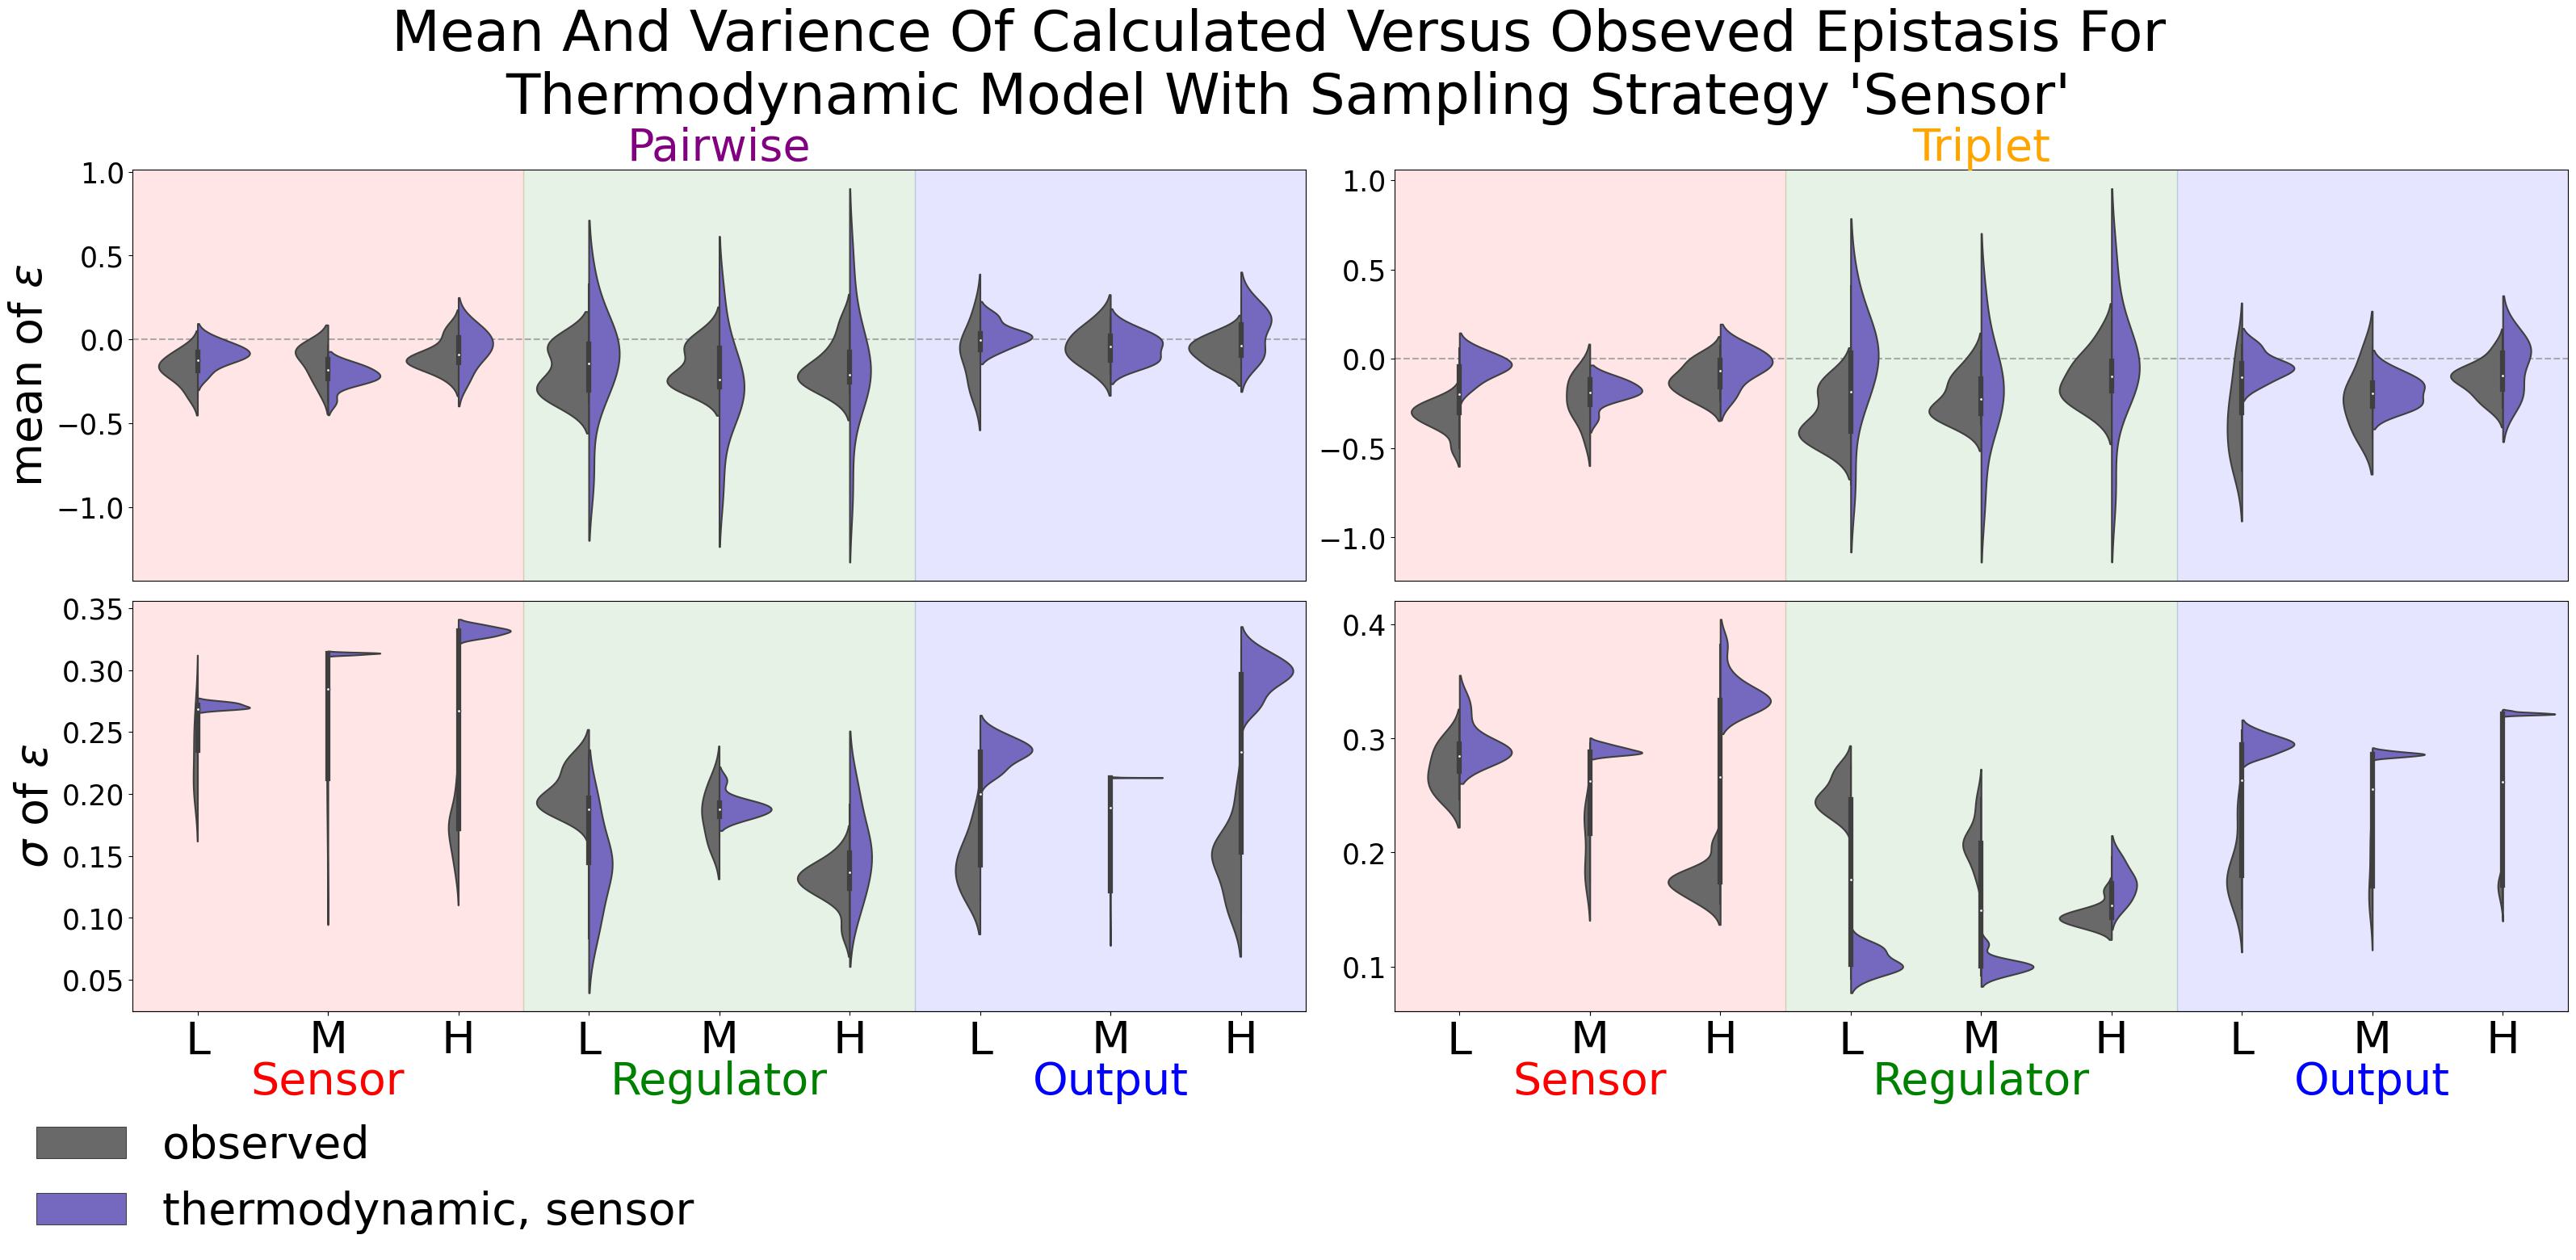 Mean And Varience Of Calculated Versus Obseved Epistasis For
Thermodynamic Model With Sampling Strategy 'Sensor'
Pairwise
Triplet
mean of ε
1.0
0.5
0.0
−0.5
−1.0
1.0
0.5
0.0
−0.5
−1.0
σ of ε
0.35
0.30
0.25
0.20
0.15
0.10
0.05
0.4
0.3
0.2
0.1
L M H L M H L M H
L M H L M H L M H
Sensor Regulator Output
Sensor Regulator Output
observed
thermodynamic, sensor